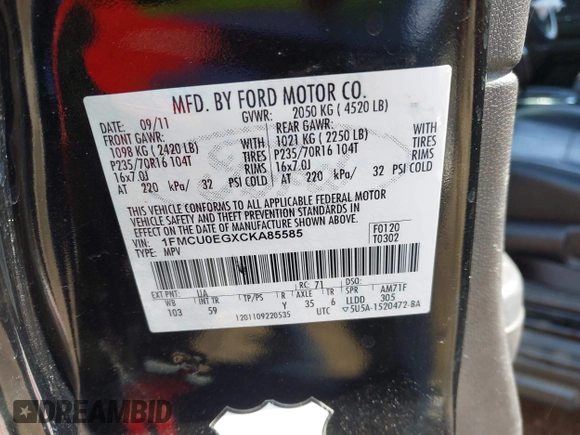 MFD. BY FORD MOTOR CO.
DATE: 09/11 GVWR: 2050 KG ( 4520 LB)
FRONT GAWR: REAR GAWR:
1098 KG ( 2420 LB) WITH 1021 KG ( 2250 LB) WITH
P235/70R16 104T TIRES P235/70R16 104T TIRES
16x7.0J RIMS 16x7.0J RIMS
AT 220 kPa/ 32 PSI COLD AT 220 kPa/ 32 PSI COLD
THIS VEHICLE CONFORMS TO ALL APPLICABLE FEDERAL MOTOR
VEHICLE SAFETY AND THEFT PREVENTION STANDARDS IN
EFFECT ON THE DATE OF MANUFACTURE SHOWN ABOVE.
VIN: 1FMCU0EGXCKA85585 F0120
TYPE: MPV T0302
EXT PNT: UA RC: 71 DSO:
WB INT TR TP/PS R AXLE TR SPR AM71F
103 59 Y 35 6 LLDD 305
1201109220535 UTC ▽5U5A-1520472-BA
Ford
DREAMBID